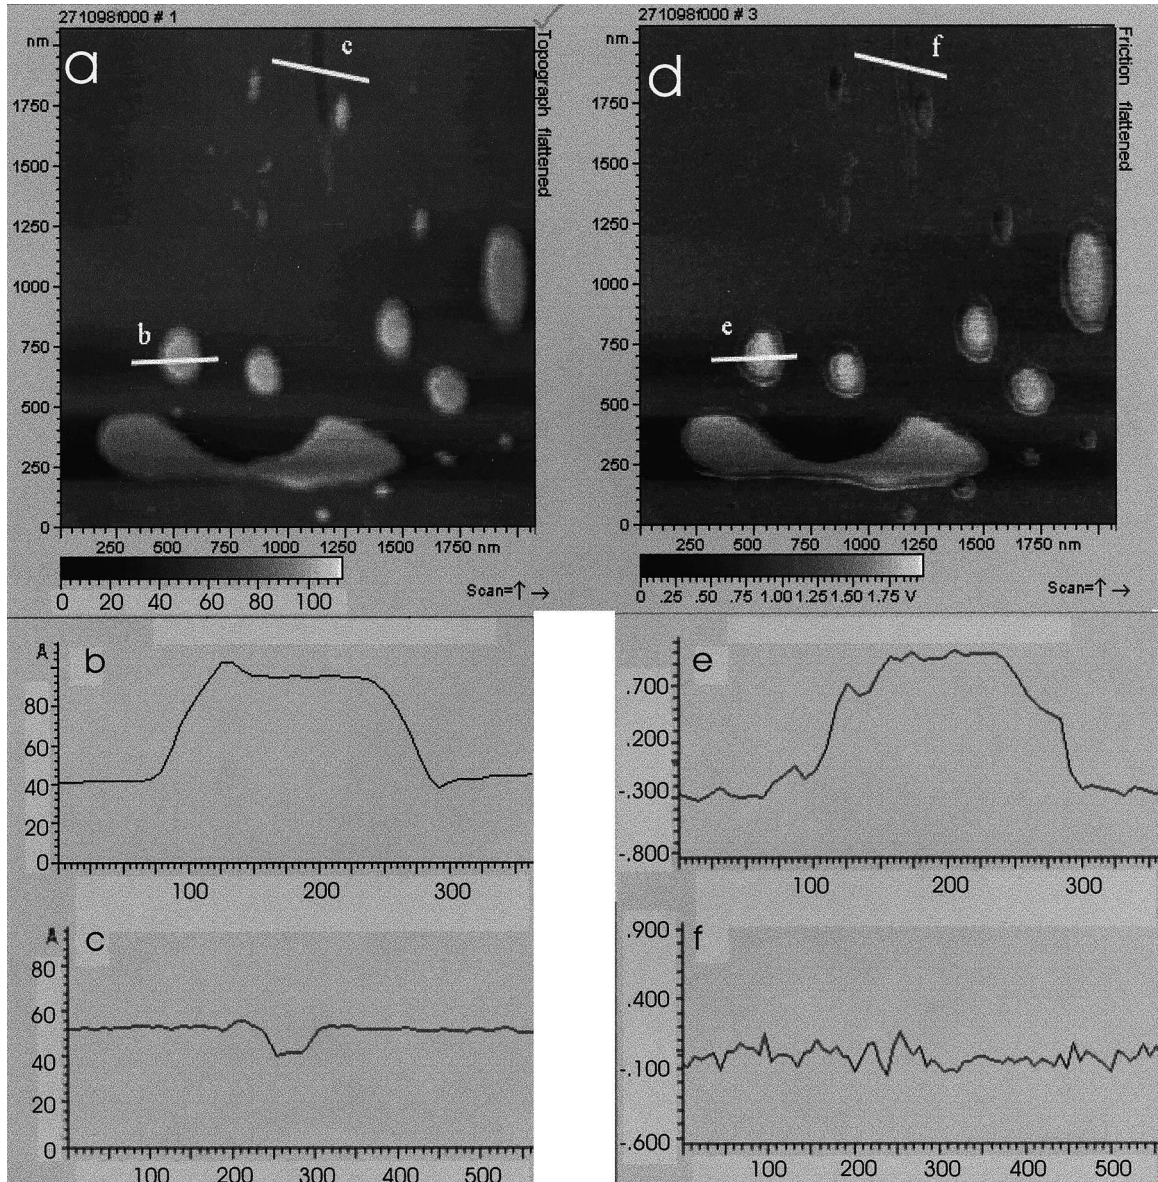 2710981000 # 1
nm
a
c
b
1750
1500
1250
1000
750
500
250
0
250 500 750 1000 1250 1500 1750 nm
Topograph flattened
0 20 40 60 80 100
Scan=↑→
2710981000 # 3
nm
d
f
e
1750
1500
1250
1000
750
500
250
0
250 500 750 1000 1250 1500 1750 nm
Friction flattened
0 .25 .50 .75 1.00 1.25 1.50 1.75 V
Scan=↑→
Å
b
80
60
40
20
0
100 200 300
e
.700
.200
-.300
-.800
100 200 300
Å
c
80
60
40
20
0
100 200 300 400 500
f
.900
.400
-.100
-.600
100 200 300 400 500